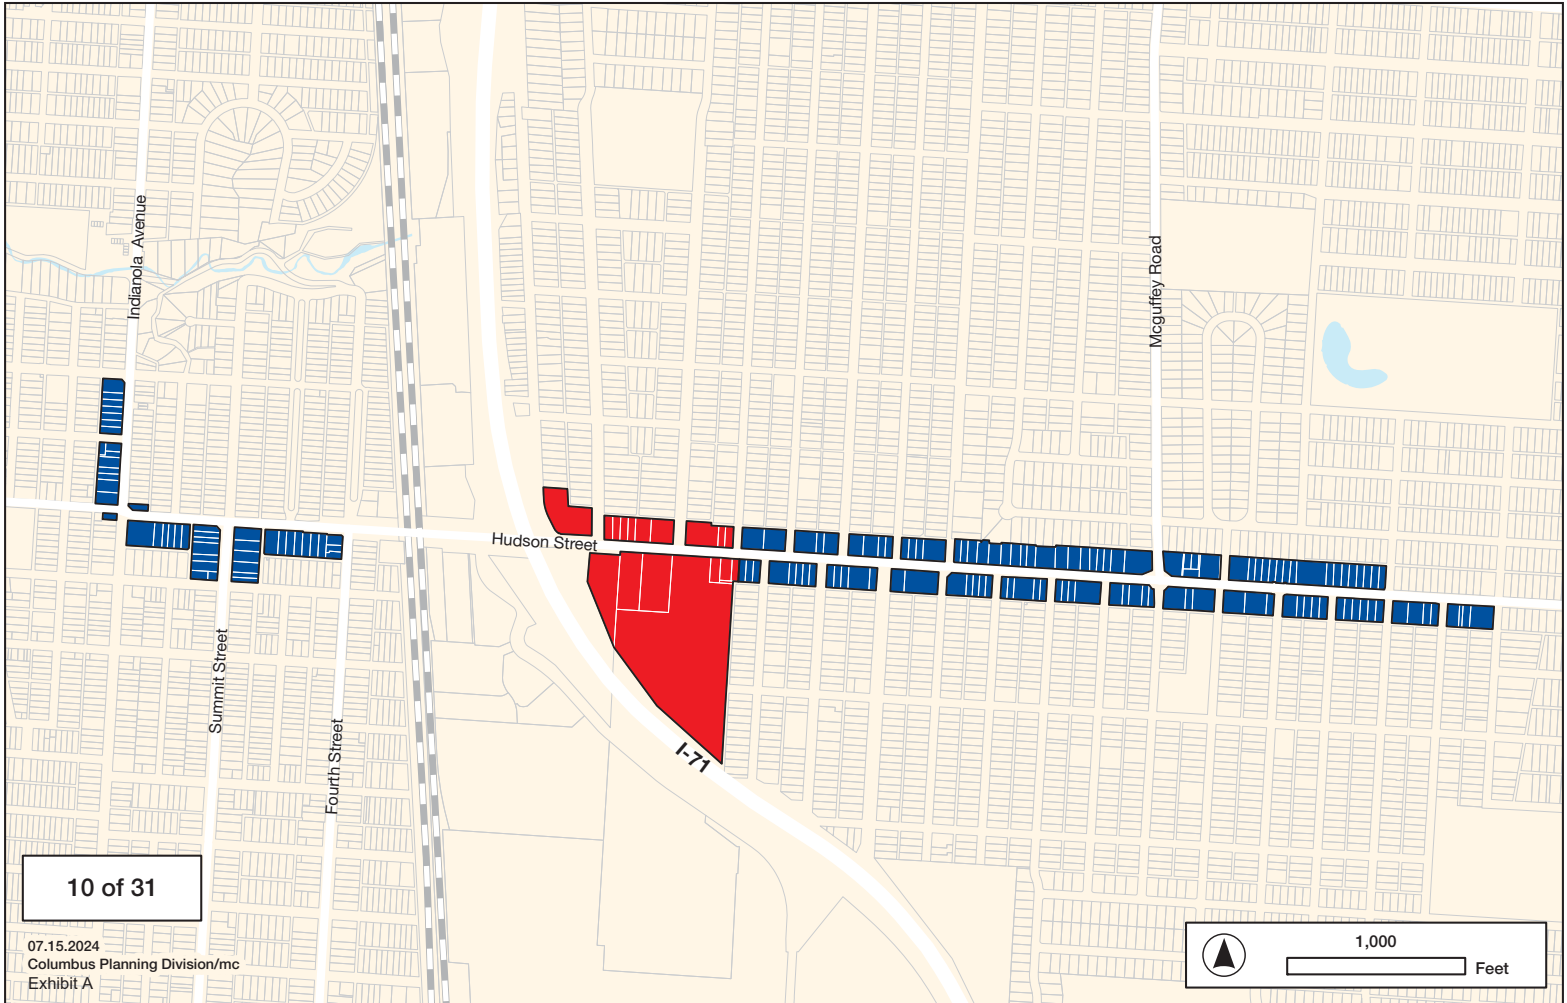 Indianola Avenue
Mcguffey Road
Hudson Street
Summit Street
Fourth Street
I-71
10 of 31
07.15.2024
Columbus Planning Division/mc
Exhibit A
1,000
Feet